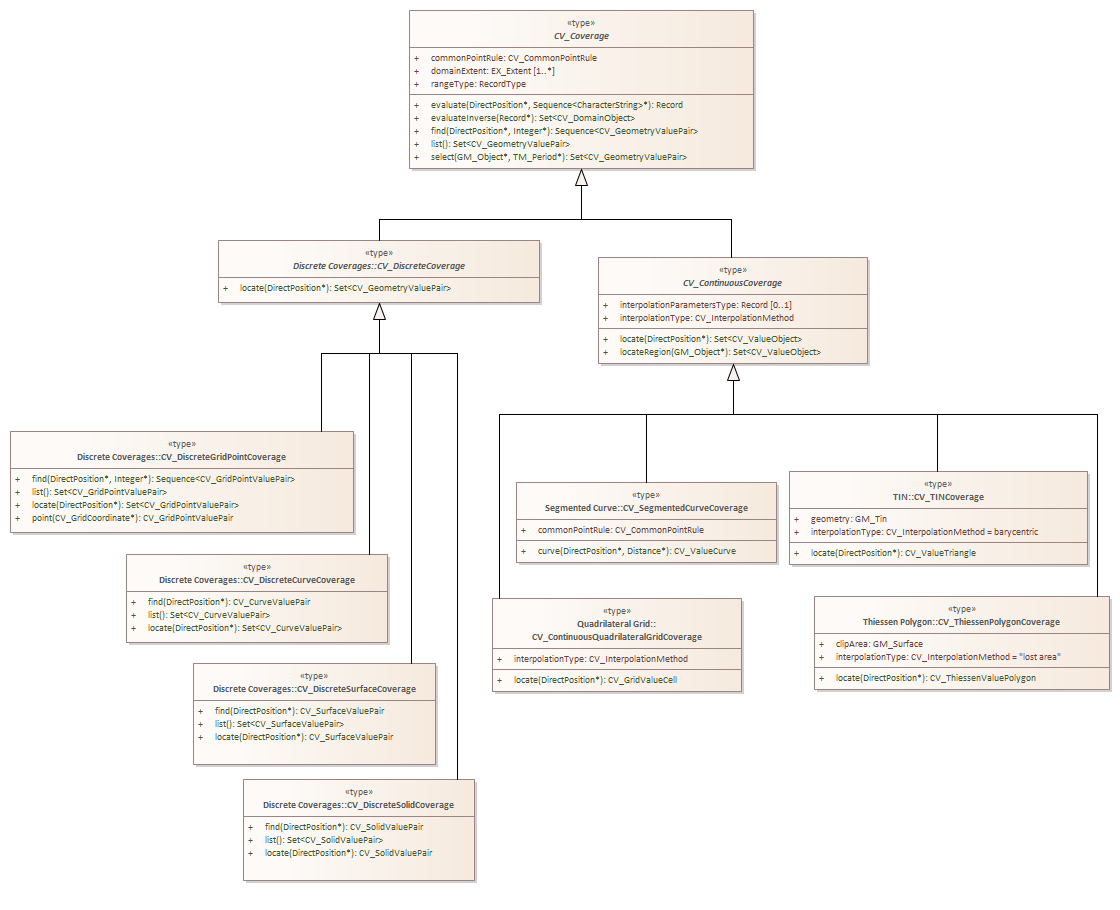 «type»
CV_Coverage
+ commonPointRule: CV_CommonPointRule
+ domainExtent: EX_Extent [1..*]
+ rangeType: RecordType
+ evaluate(DirectPosition*, Sequence<CharacterString>*): Record
+ evaluateInverse(Record*): Set<CV_DomainObject>
+ find(DirectPosition*, Integer*): Sequence<CV_GeometryValuePair>
+ list(): Set<CV_GeometryValuePair>
+ select(GM_Object*, TM_Period*): Set<CV_GeometryValuePair>
«type»
Discrete Coverages::CV_DiscreteCoverage
+ locate(DirectPosition*): Set<CV_GeometryValuePair>
«type»
CV_ContinuousCoverage
+ interpolationParametersType: Record [0..1]
+ interpolationType: CV_InterpolationMethod
+ locate(DirectPosition*): Set<CV_ValueObject>
+ locateRegion(GM_Object*): Set<CV_ValueObject>
«type»
Discrete Coverages::CV_DiscreteGridPointCoverage
+ find(DirectPosition*, Integer*): Sequence<CV_GridPointValuePair>
+ list(): Set<CV_GridPointValuePair>
+ locate(DirectPosition*): Set<CV_GridPointValuePair>
+ point(CV_GridCoordinate*): CV_GridPointValuePair
«type»
Segmented Curve::CV_SegmentedCurveCoverage
+ commonPointRule: CV_CommonPointRule
+ curve(DirectPosition*, Distance*): CV_ValueCurve
«type»
TIN::CV_TINCoverage
+ geometry: GM_Tin
+ interpolationType: CV_InterpolationMethod = barycentric
+ locate(DirectPosition*): CV_ValueTriangle
«type»
Discrete Coverages::CV_DiscreteCurveCoverage
+ find(DirectPosition*): CV_CurveValuePair
+ list(): Set<CV_CurveValuePair>
+ locate(DirectPosition*): Set<CV_CurveValuePair>
«type»
Quadrilateral Grid::
CV_ContinuousQuadrilateralGridCoverage
+ interpolationType: CV_InterpolationMethod
+ locate(DirectPosition*): CV_GridValueCell
«type»
Thiessen Polygon::CV_ThiessenPolygonCoverage
+ clipArea: GM_Surface
+ interpolationType: CV_InterpolationMethod = "lost area"
+ locate(DirectPosition*): CV_ThiessenValuePolygon
«type»
Discrete Coverages::CV_DiscreteSurfaceCoverage
+ find(DirectPosition*): CV_SurfaceValuePair
+ list(): Set<CV_SurfaceValuePair>
+ locate(DirectPosition*): CV_SurfaceValuePair
«type»
Discrete Coverages::CV_DiscreteSolidCoverage
+ find(DirectPosition*): CV_SolidValuePair
+ list(): Set<CV_SolidValuePair>
+ locate(DirectPosition*): CV_SolidValuePair